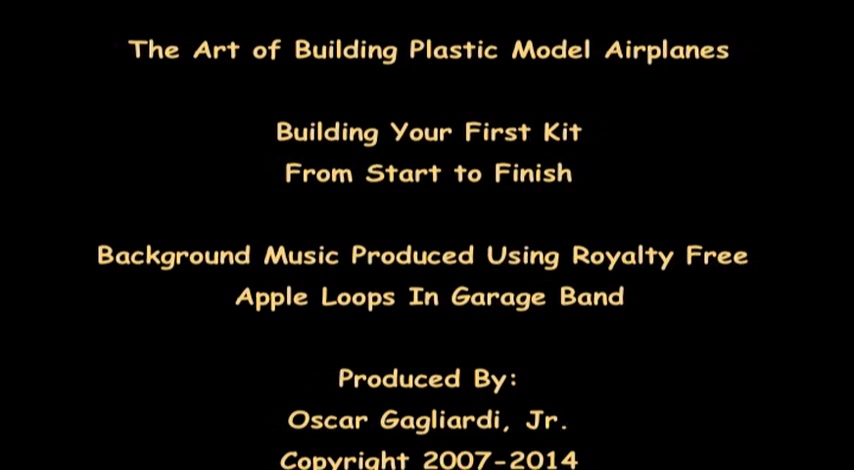 The Art of Building Plastic Model Airplanes
Building Your First Kit
From Start to Finish
Background Music Produced Using Royalty Free
Apple Loops In Garage Band
Produced By:
Oscar Gagliardi, Jr.
Copyright 2007-2014